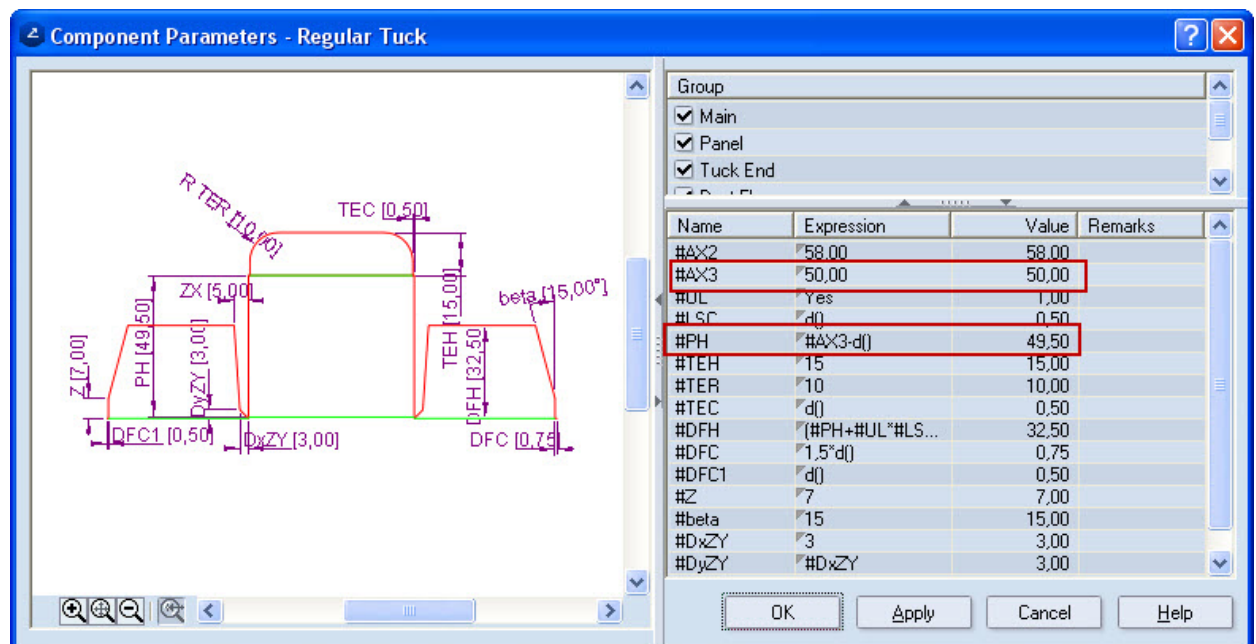 Component Parameters - Regular Tuck
R TER [10,00]
TEC [0,50]
ZX [5,00]
beta [15,00°]
Z [7,00]
PH [49,50]
DyZY [3,00]
TEH [15,00]
DFH [32,50]
DFC1 [0,50]
DxZY [3,00]
DFC [0,75]
Group
Main
Panel
Tuck End
Name Expression Value Remarks
#AX2 58,00 58,00
#AX3 50,00 50,00
#UL Yes 1,00
#LSC d() 0,50
#PH #AX3-d() 49,50
#TEH 15 15,00
#TER 10 10,00
#TEC d() 0,50
#DFH (#PH+#UL*#LS... 32,50
#DFC 1,5*d() 0,75
#DFC1 d() 0,50
#Z 7 7,00
#beta 15 15,00
#DxZY 3 3,00
#DyZY #DxZY 3,00
OK Apply Cancel Help